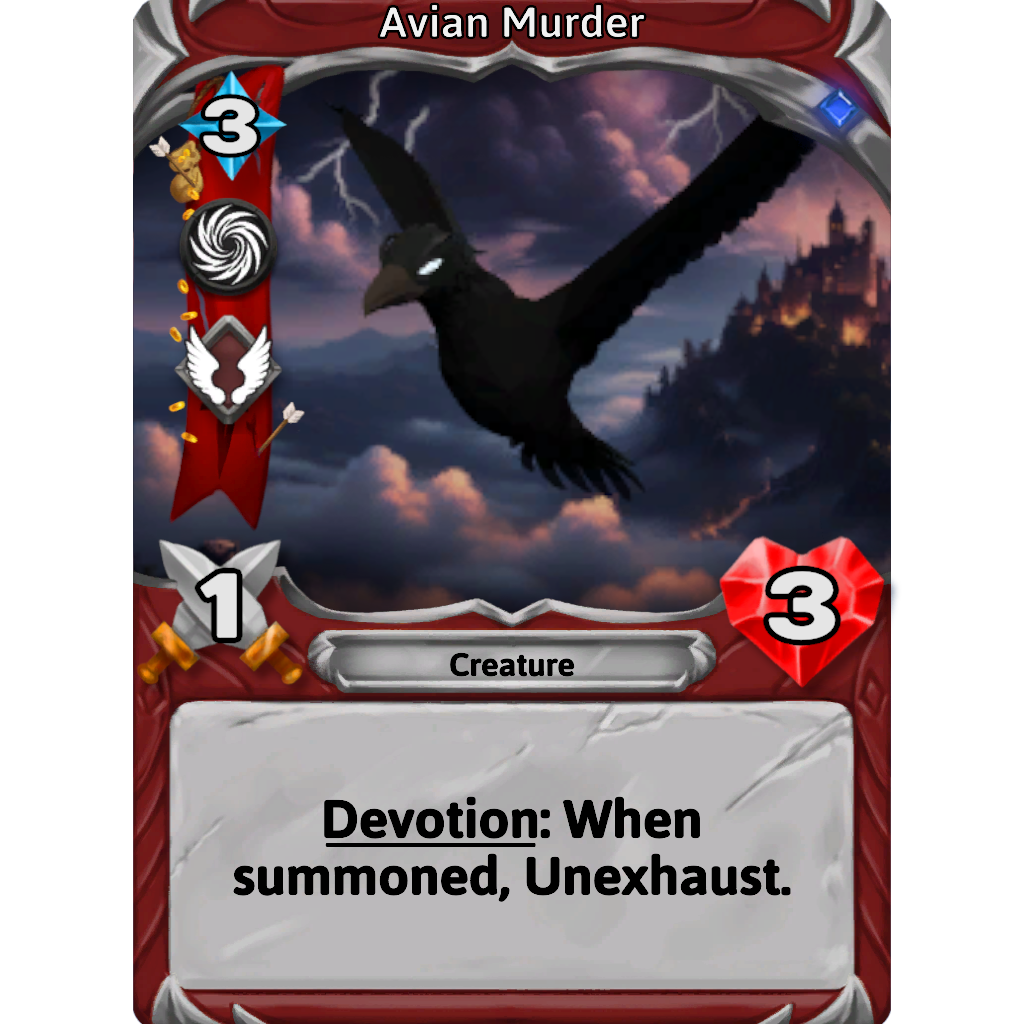 Avian Murder
3
1
3
Creature
Devotion: When
summoned, Unexhaust.